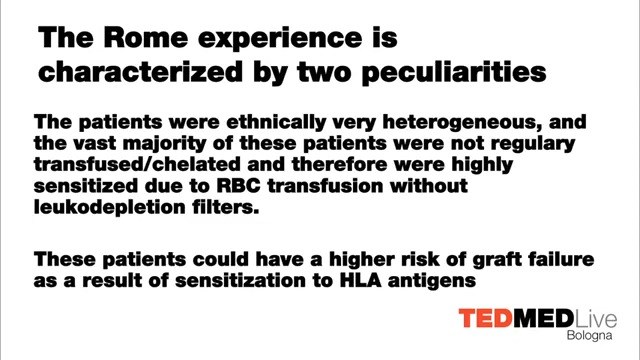 The Rome experience is
characterized by two peculiarities
The patients were ethnically very heterogeneous, and
the vast majority of these patients were not regulary
transfused/chelated and therefore were highly
sensitized due to RBC transfusion without
leukodepletion filters.
These patients could have a higher risk of graft failure
as a result of sensitization to HLA antigens
TEDMEDLive
Bologna